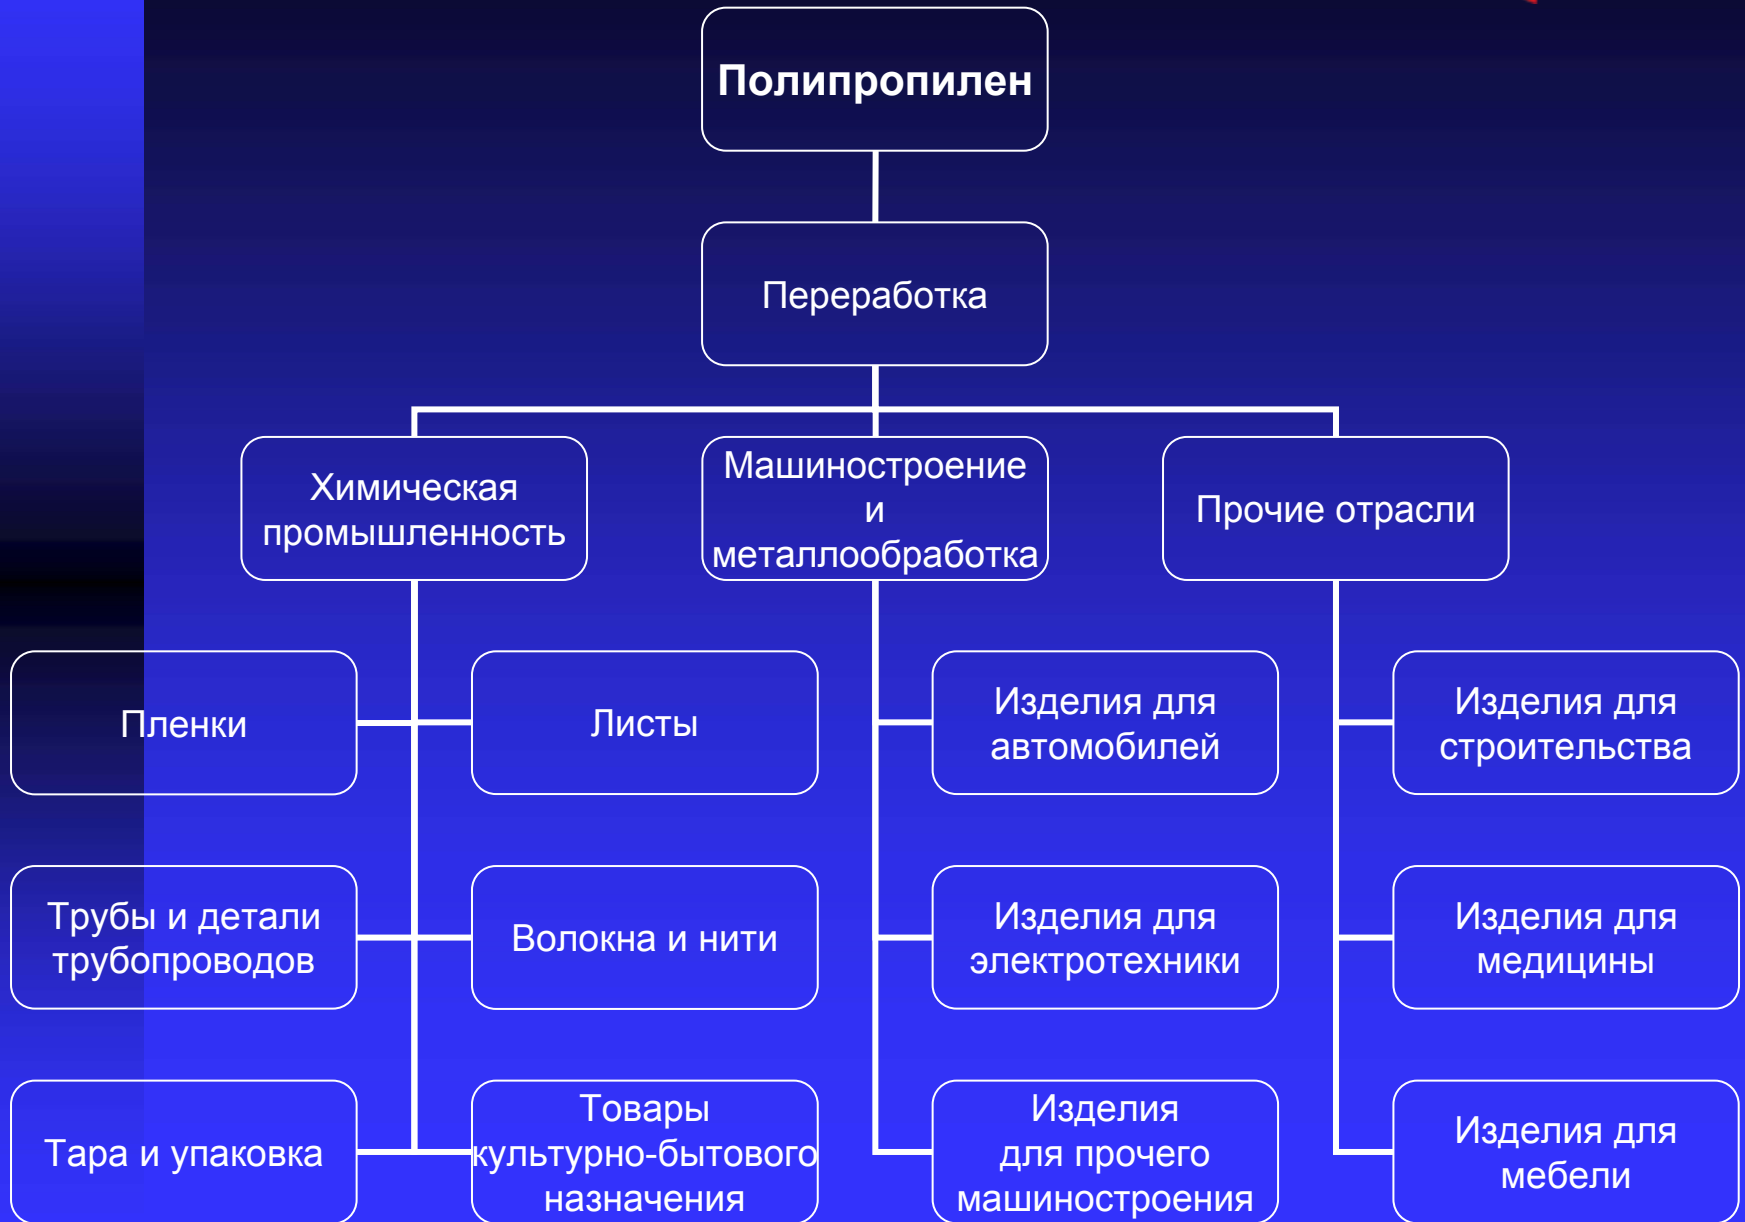 Полипропилен
Переработка
Химическая
промышленность
Машиностроение
и
металлообработка
Прочие отрасли
Пленки
Листы
Изделия для
автомобилей
Изделия для
строительства
Трубы и детали
трубопроводов
Волокна и нити
Изделия для
электротехники
Изделия для
медицины
Тара и упаковка
Товары
культурно-бытового
назначения
Изделия
для прочего
машиностроения
Изделия для
мебели